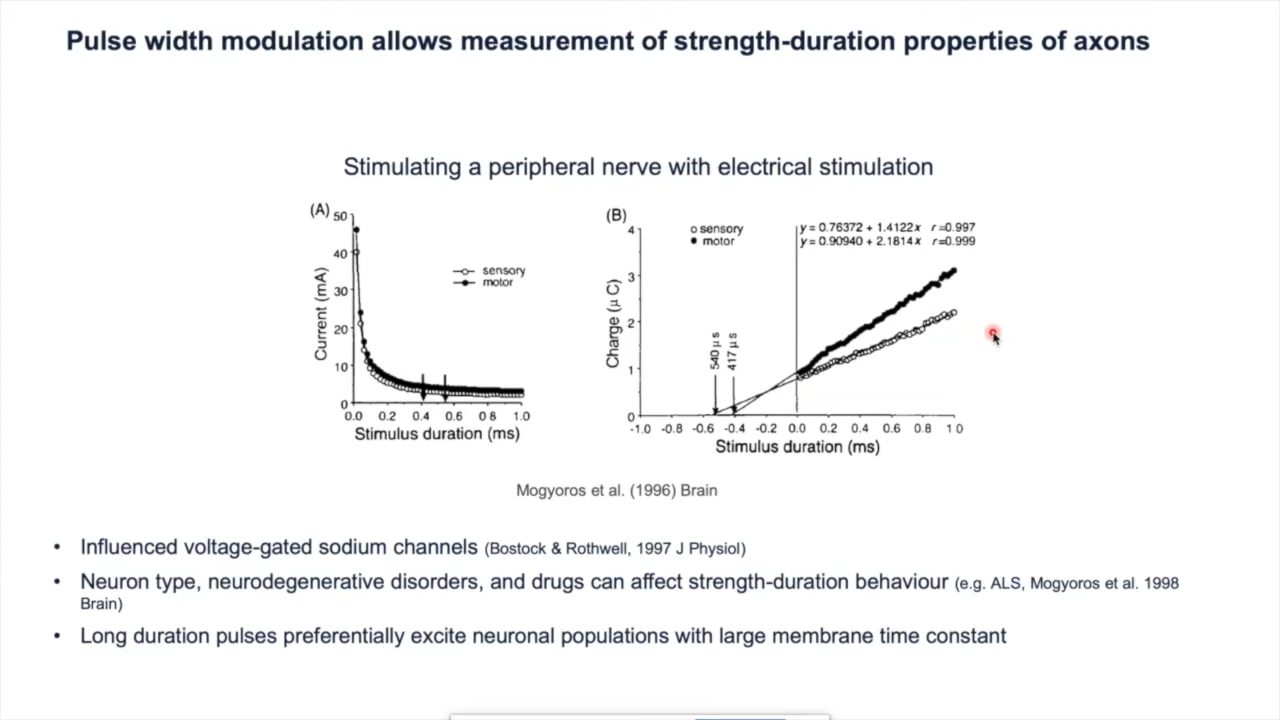 Pulse width modulation allows measurement of strength-duration properties of axons
Stimulating a peripheral nerve with electrical stimulation
(A)
50
40
30
20
10
0
Current (mA)
sensory
motor
0.0 0.2 0.4 0.6 0 8 1.0
Stimulus duration (ms)
(B)
4
3
2
1
0
Charge (μ C)
sensory
motor
y = 0.76372 + 1.4122x r=0.997
y = 0.90940 + 2.1814x r=0.999
540 μ s
417 μ s
-1.0 -0.8 -0.6 -0.4 -0.2 0.0 0.2 0.4 0.6 0 8 1 0
Stimulus duration (ms)
Mogyoros et al. (1996) Brain
• Influenced voltage-gated sodium channels (Bostock & Rothwell, 1997 J Physiol)
• Neuron type, neurodegenerative disorders, and drugs can affect strength-duration behaviour (e.g. ALS, Mogyoros et al. 1998
Brain)
• Long duration pulses preferentially excite neuronal populations with large membrane time constant